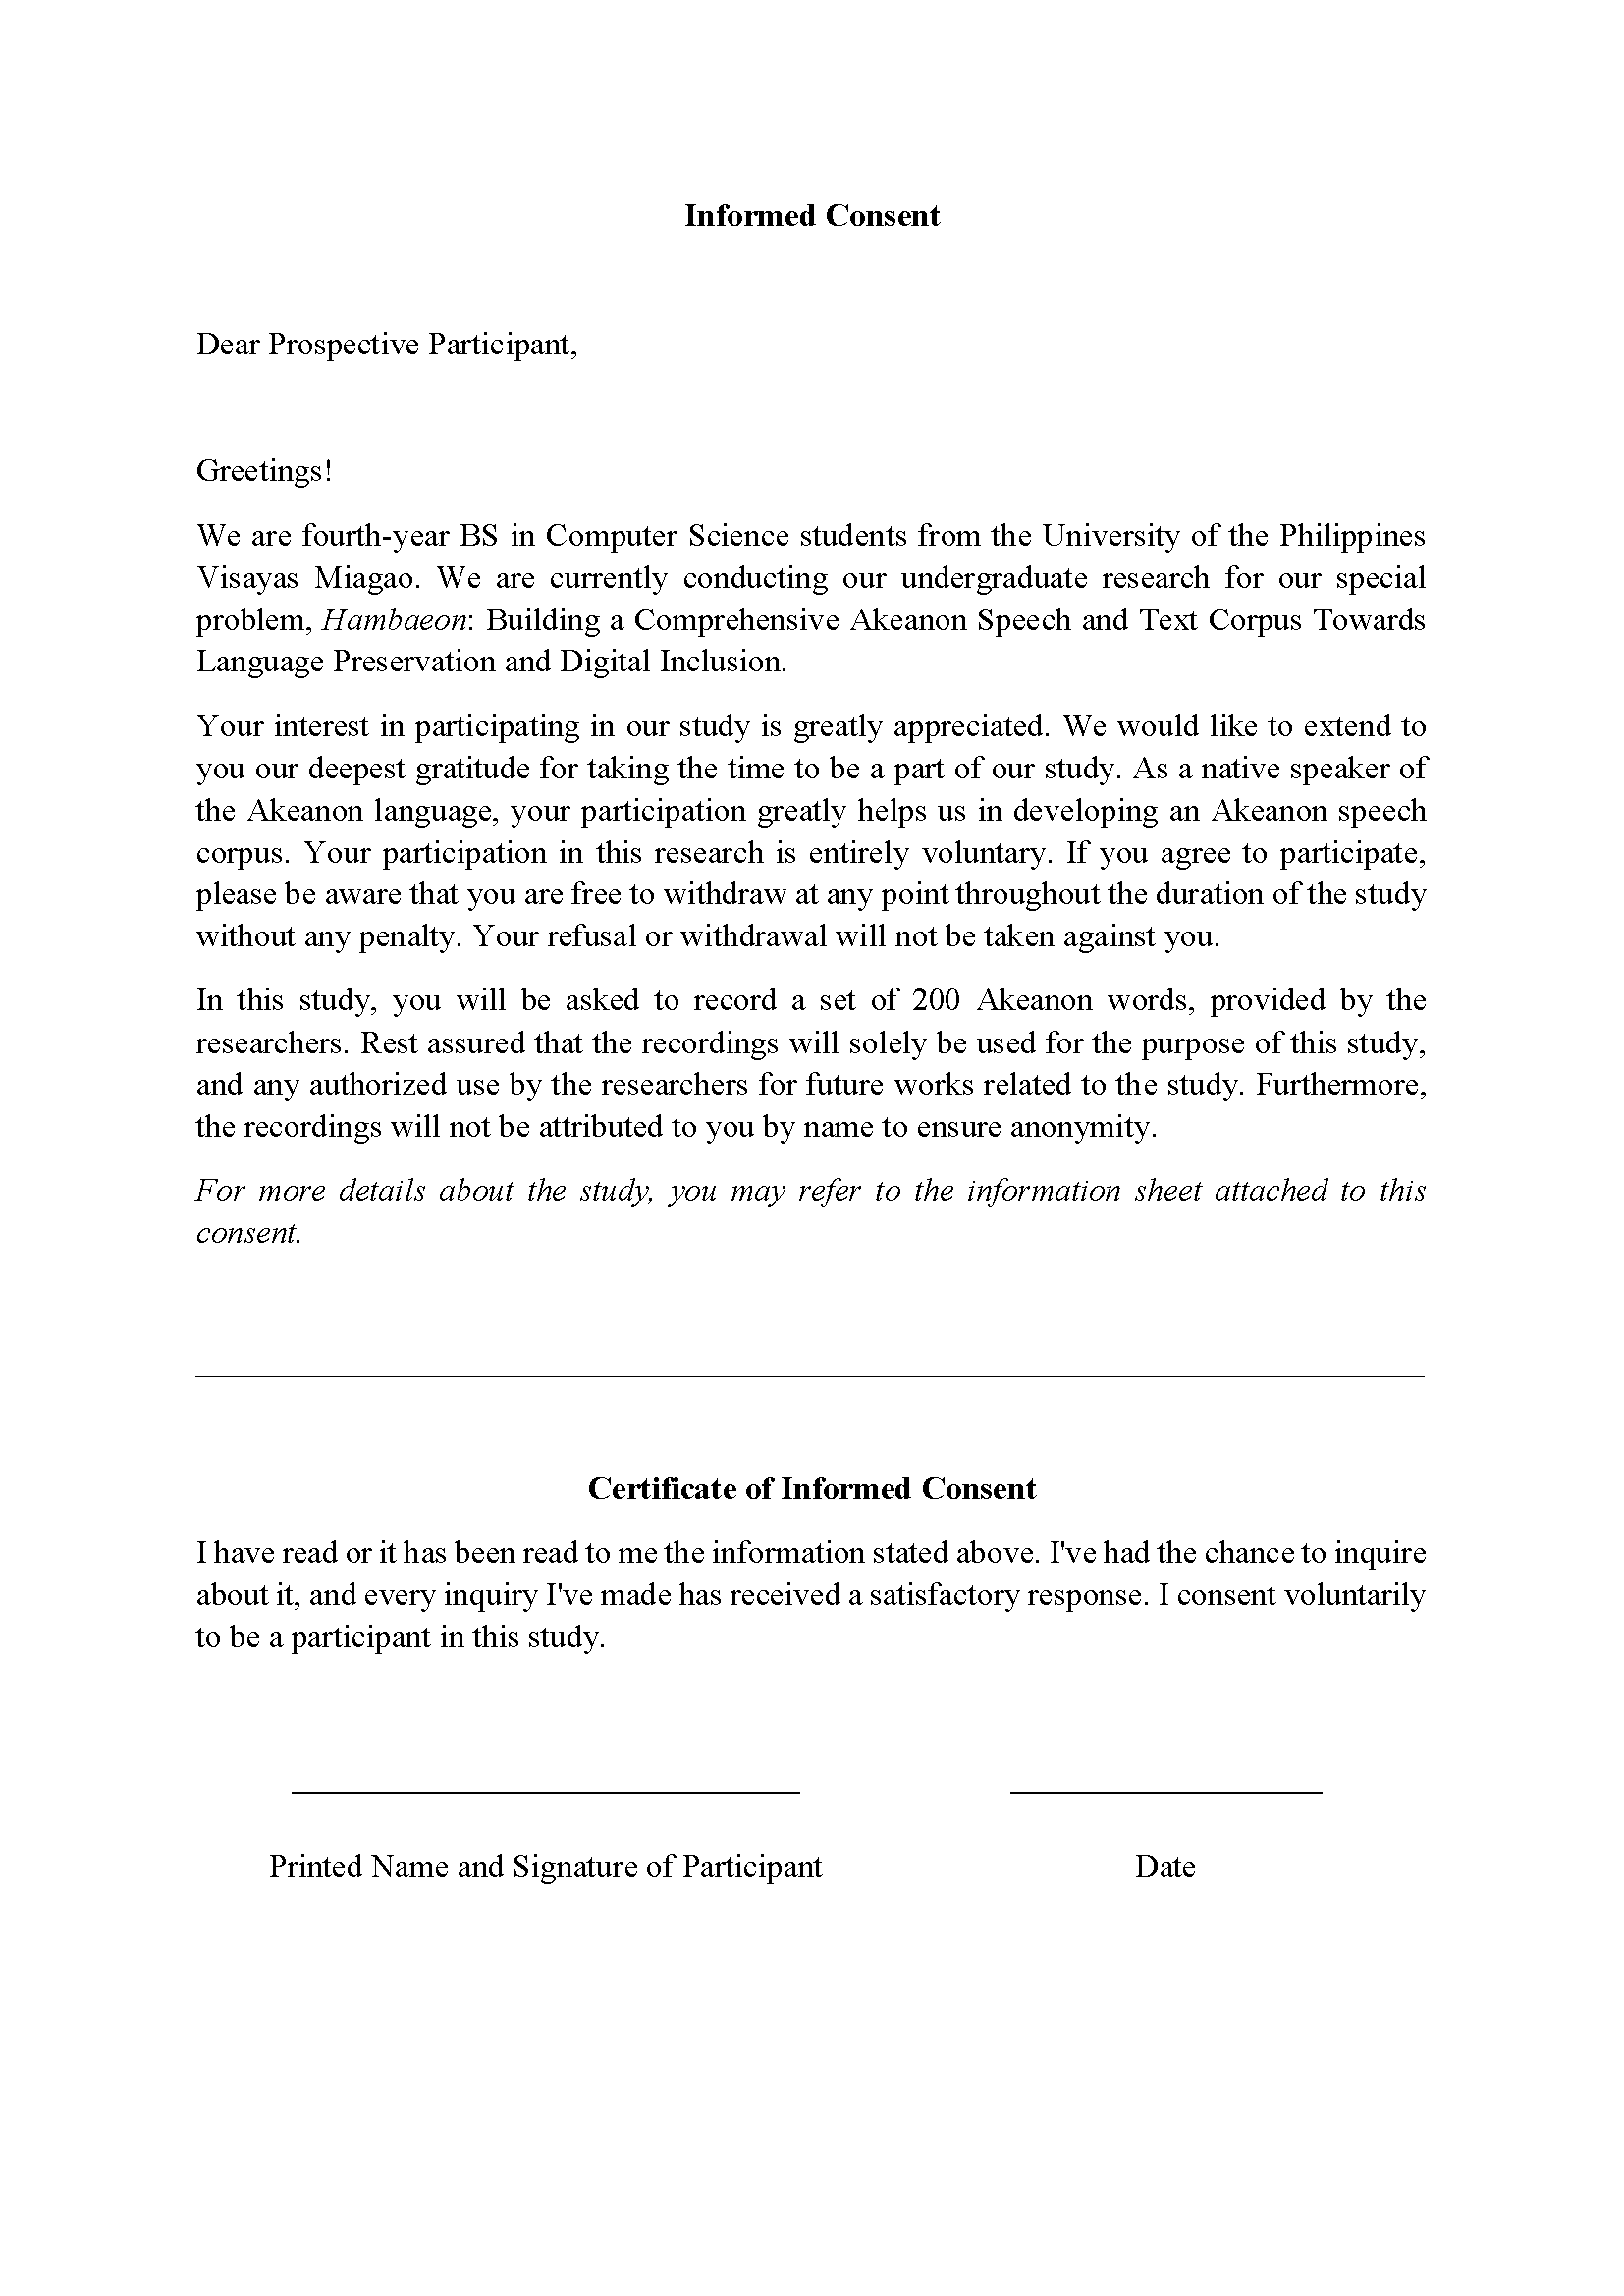 Informed Consent
Dear Prospective Participant,
Greetings!
We are fourth-year BS in Computer Science students from the University of the Philippines
Visayas Miagao. We are currently conducting our undergraduate research for our special
problem, Hambaeon: Building a Comprehensive Akeanon Speech and Text Corpus Towards
Language Preservation and Digital Inclusion.
Your interest in participating in our study is greatly appreciated. We would like to extend to
you our deepest gratitude for taking the time to be a part of our study. As a native speaker of
the Akeanon language, your participation greatly helps us in developing an Akeanon speech
corpus. Your participation in this research is entirely voluntary. If you agree to participate,
please be aware that you are free to withdraw at any point throughout the duration of the study
without any penalty. Your refusal or withdrawal will not be taken against you.
In this study, you will be asked to record a set of 200 Akeanon words, provided by the
researchers. Rest assured that the recordings will solely be used for the purpose of this study,
and any authorized use by the researchers for future works related to the study. Furthermore,
the recordings will not be attributed to you by name to ensure anonymity.
For more details about the study, you may refer to the information sheet attached to this
consent.
Certificate of Informed Consent
I have read or it has been read to me the information stated above. I've had the chance to inquire
about it, and every inquiry I've made has received a satisfactory response. I consent voluntarily
to be a participant in this study.
Printed Name and Signature of Participant Date